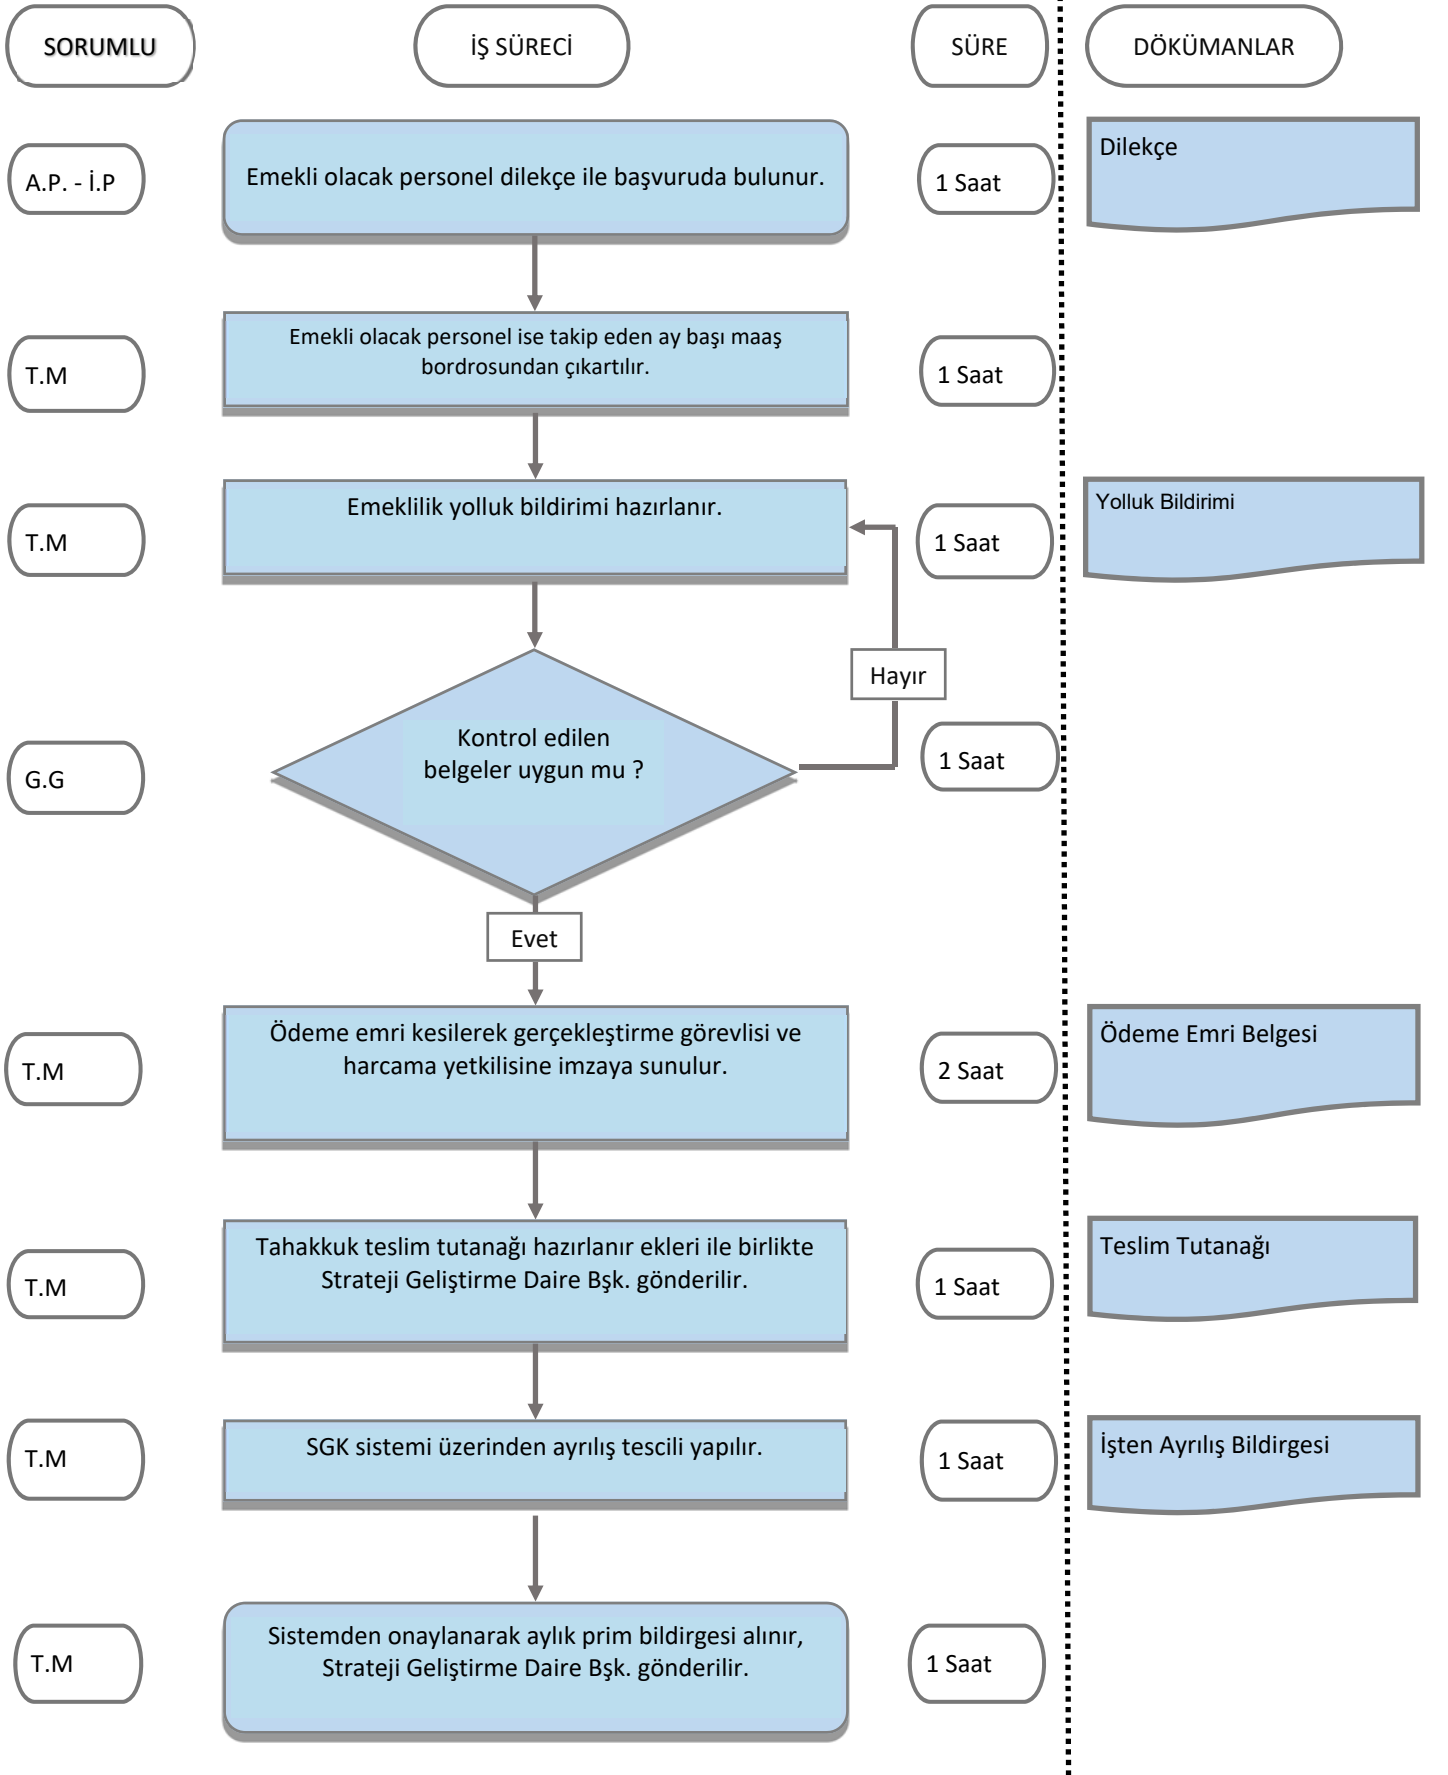 SORUMLU
İŞ SÜRECİ
SÜRE
DÖKÜMANLAR
A.P. - İ.P
Emekli olacak personel dilekçe ile başvuruda bulunur.
1 Saat
Dilekçe
T.M
Emekli olacak personel ise takip eden ay başı maaş
bordrosundan çıkartılır.
1 Saat
T.M
Emeklilik yolluk bildirimi hazırlanır.
1 Saat
Yolluk Bildirimi
Hayır
G.G
Kontrol edilen
belgeler uygun mu ?
1 Saat
Evet
T.M
Ödeme emri kesilerek gerçekleştirme görevlisi ve
harcama yetkilisine imzaya sunulur.
2 Saat
Ödeme Emri Belgesi
T.M
Tahakkuk teslim tutanağı hazırlanır ekleri ile birlikte
Strateji Geliştirme Daire Bşk. gönderilir.
1 Saat
Teslim Tutanağı
T.M
SGK sistemi üzerinden ayrılış tescili yapılır.
1 Saat
İşten Ayrılış Bildirgesi
T.M
Sistemden onaylanarak aylık prim bildirgesi alınır,
Strateji Geliştirme Daire Bşk. gönderilir.
1 Saat